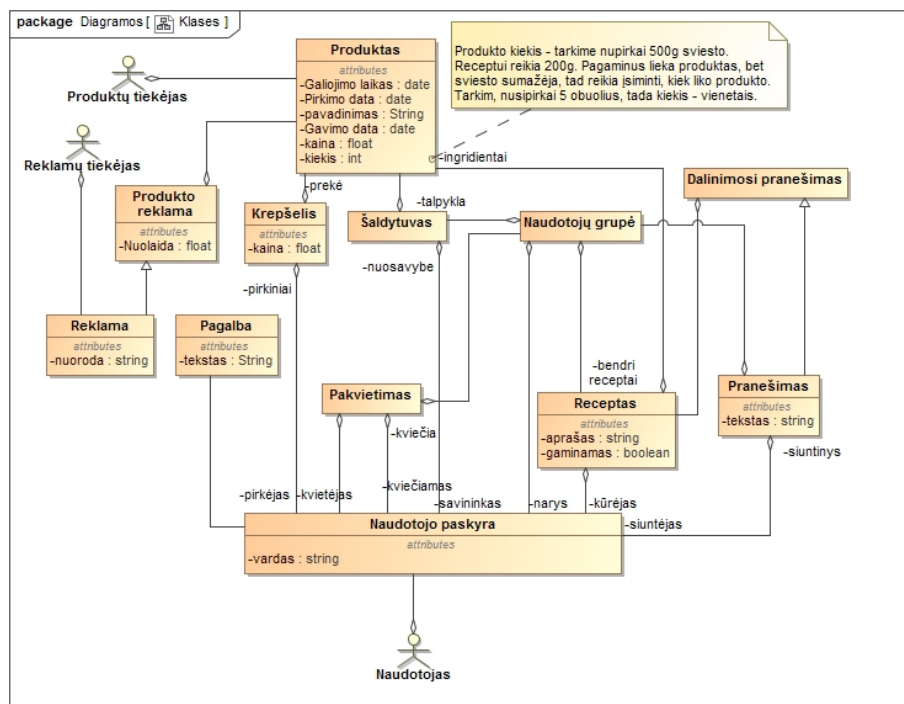 package Diagramos [ Klases ]
Produktas
attributes
-Galiojimo laikas : date
-Pirkimo data : date
-pavadinimas : String
-Gavimo data : date
-kaina : float
-kiekis : int
Produkto kiekis - tarkime nupirkai 500g sviesto.
Receptui reikia 200g. Pagaminus lieka produktas, bet
sviesto sumažėja, tad reikia įsiminti, kiek liko produkto.
Tarkim, nusipirkai 5 obuolius, tada kiekis - vienetais.
Produktų tiekėjas
Reklamų tiekėjas
-ingridientai
-prekė
-talpykla
Produkto
reklama
attributes
-Nuolaida : float
Krepšelis
attributes
-kaina : float
Šaldytuvas
Naudotojų grupė
Dalinimosi pranešimas
-nuosavybe
-pirkiniai
Reklama
attributes
-nuoroda : string
Pagalba
attributes
-tekstas : String
-bendri
receptai
Pakvietimas
Receptas
attributes
-aprašas : string
-gaminamas : boolean
Pranešimas
attributes
-tekstas : string
-kviečia
-siuntinys
-kviečiamas
-pirkėjas
-kvietėjas
-savininkas
-narys
-kūrėjas
-siuntėjas
Naudotojo paskyra
attributes
-vardas : string
Naudotojas